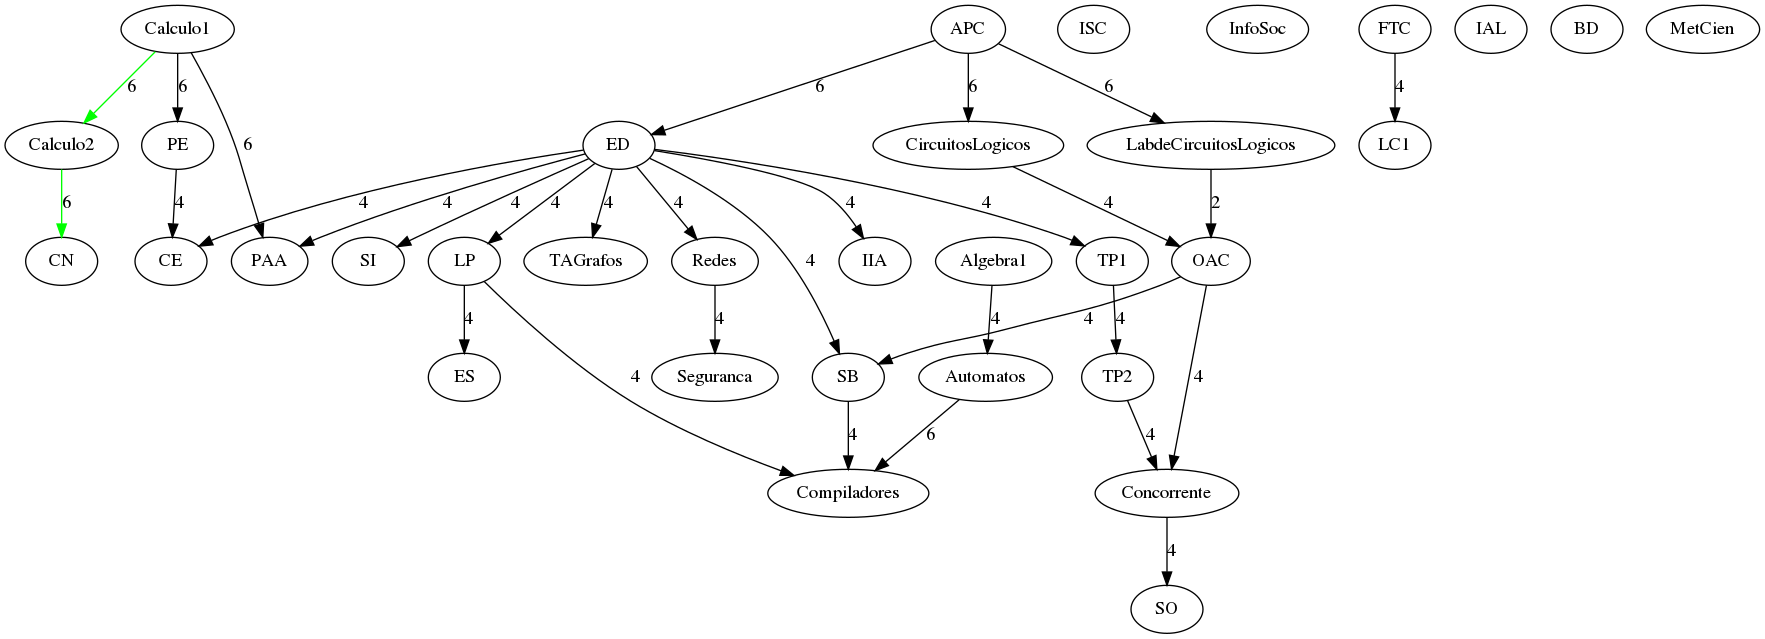 Calculo1
APC
ISC
InfoSoc
FTC
IAL
BD
MetCien
6
6
6
6
6
6
4
Calculo2
PE
ED
CircuitosLogicos
LabdeCircuitosLogicos
LC1
6
4
4
4
4
4
4
4
4
4
4
4
2
CN
CE
PAA
SI
LP
TAGrafos
Redes
IIA
Algebra1
TP1
OAC
4
4
4
4
4
4
4
ES
Seguranca
SB
Automatos
TP2
4
6
4
Compiladores
Concorrente
4
SO